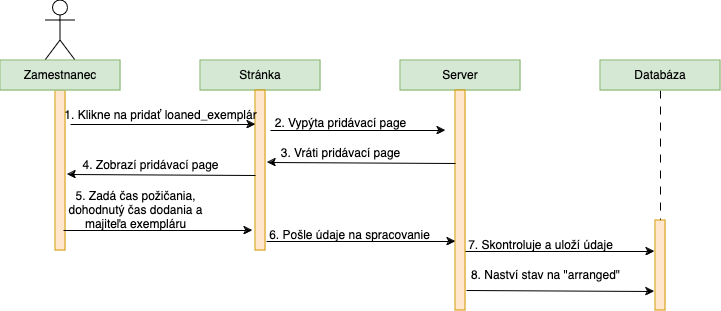 Zamestnanec
Stránka
Server
Databáza
1. Klikne na pridať loaned_exemplár
2. Vypýta pridávací page
3. Vráti pridávací page
4. Zobrazí pridávací page
5. Zadá čas požičania,
dohodnutý čas dodania a
majiteľa exempláru
6. Pošle údaje na spracovanie
7. Skontroluje a uloží údaje
8. Naství stav na "arranged"